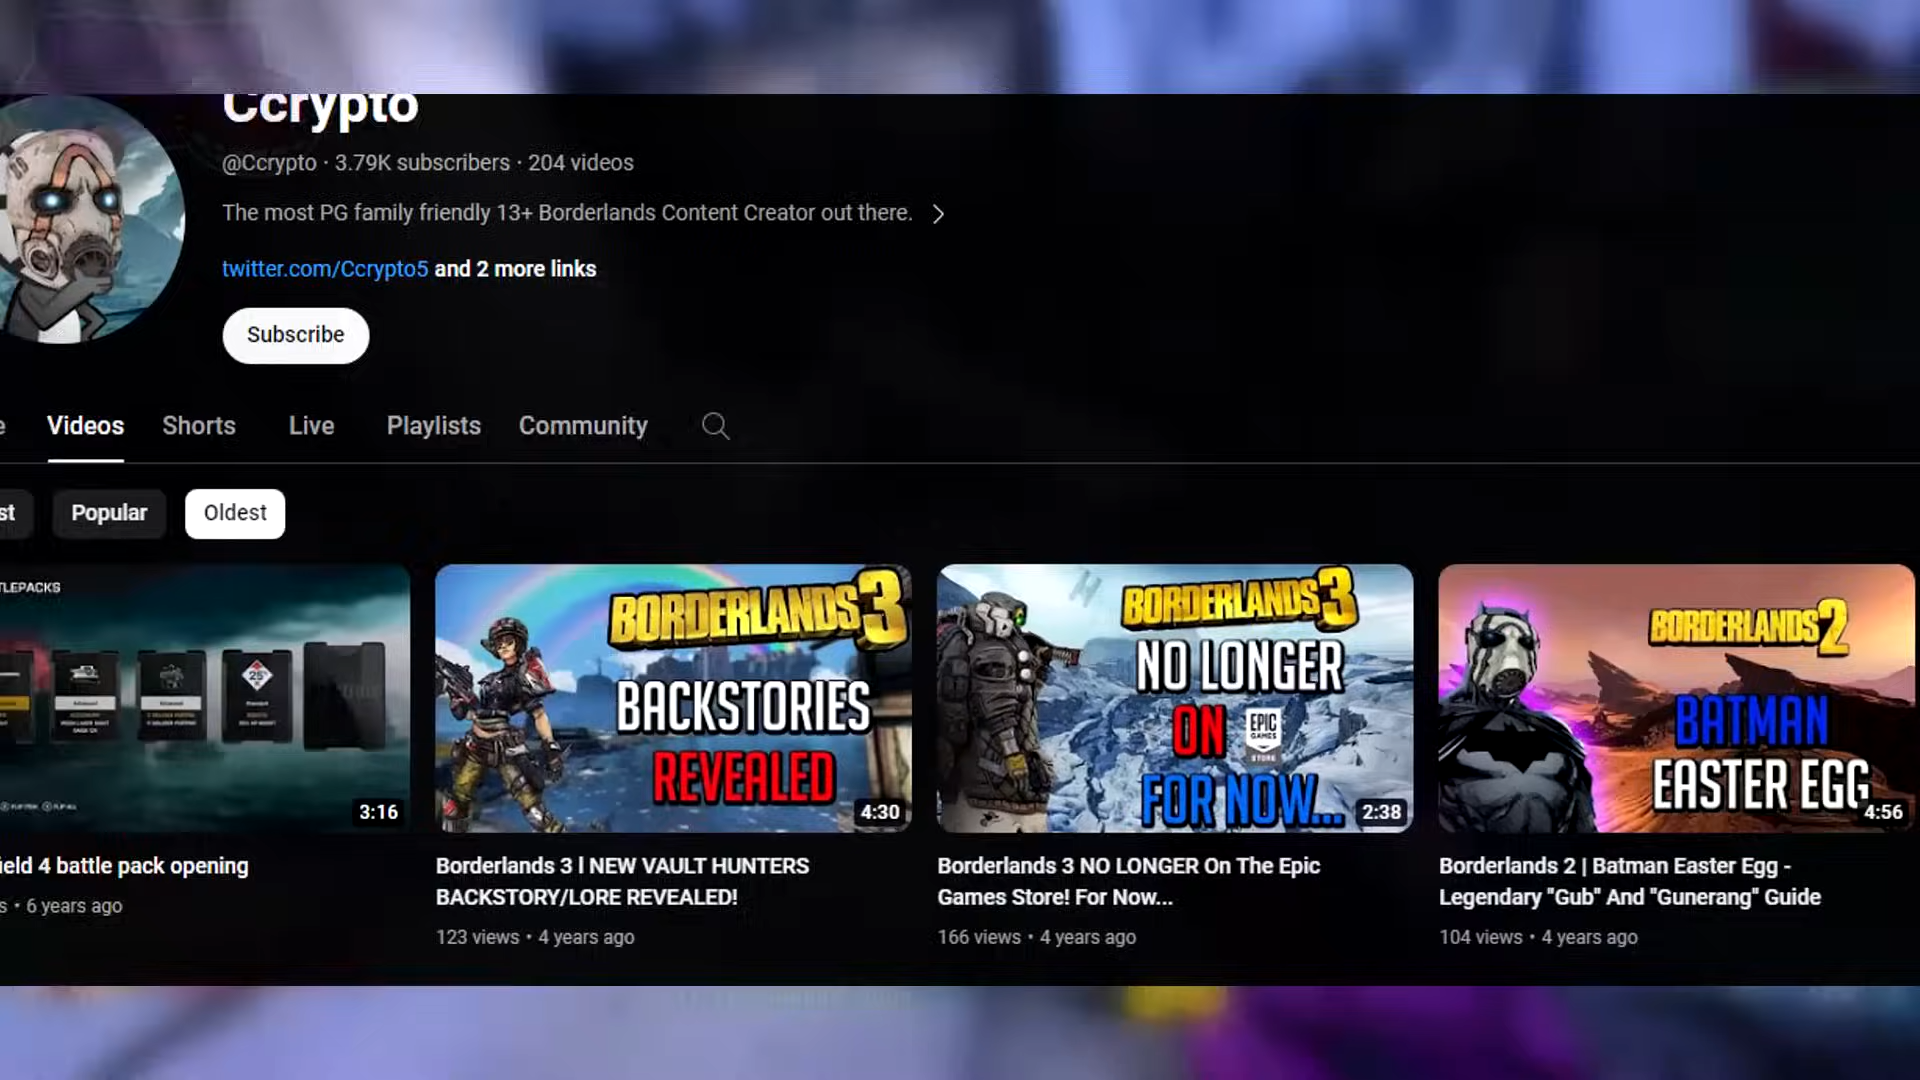 Ccrypto
@Ccrypto · 3.79K subscribers · 204 videos
The most PG family friendly 13+ Borderlands Content Creator out there.
twitter.com/Ccrypto5 and 2 more links
Subscribe
e Videos Shorts Live Playlists Community
st Popular Oldest
TLEPACKS
25%
3:16
BORDERLANDS 3
BACKSTORIES
REVEALED
4:30
BORDERLANDS 3
NO LONGER
ON EPIC GAMES STORE
FOR NOW...
2:38
BORDERLANDS 2
BATMAN
EASTER EGG
4:56
ield 4 battle pack opening
s • 6 years ago
Borderlands 3 l NEW VAULT HUNTERS
BACKSTORY/LORE REVEALED!
123 views • 4 years ago
Borderlands 3 NO LONGER On The Epic
Games Store! For Now...
166 views • 4 years ago
Borderlands 2 | Batman Easter Egg -
Legendary "Gub" And "Gunerang" Guide
104 views • 4 years ago